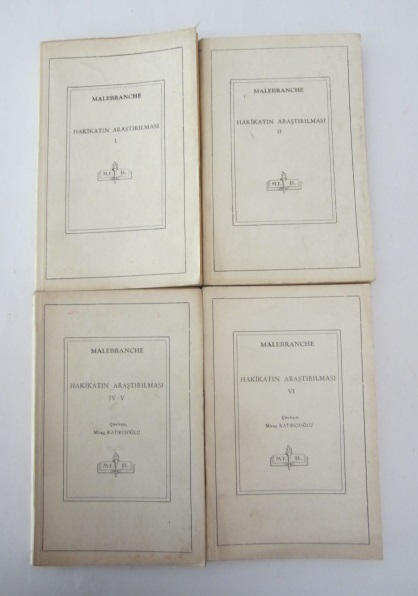 MALEBRANCHE
HAKİKATIN ARAŞTIRILMASI
I
M.E. B.
MALEBRANCHE
HAKİKATIN ARAŞTIRILMASI
II
M.E. B.
MALEBRANCHE
HAKİKATIN ARAŞTIRILMASI
IV-V
Çeviren:
Miraç KATIRCIOĞLU
M.E. B.
MALEBRANCHE
HAKİKATIN ARAŞTIRILMASI
VI
Çeviren:
Miraç KATIRCIOĞLU
M.E. B.